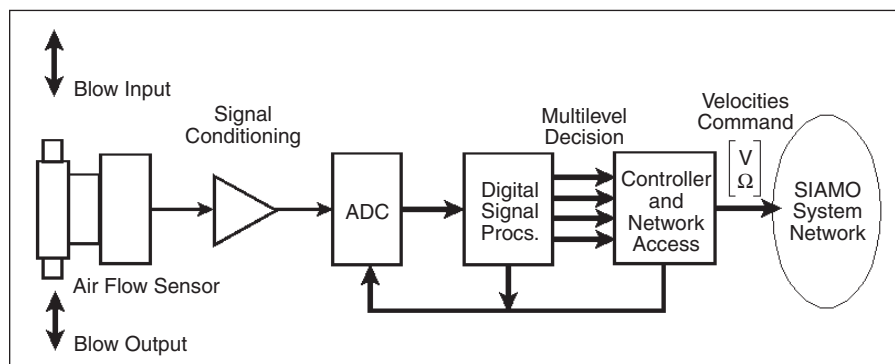 Blow Input
Signal
Conditioning
Multilevel
Decision
Velocities
Command
V
Ω
ADC
Digital
Signal
Procs.
Controller
and
Network
Access
SIAMO
System
Network
Air Flow Sensor
Blow Output